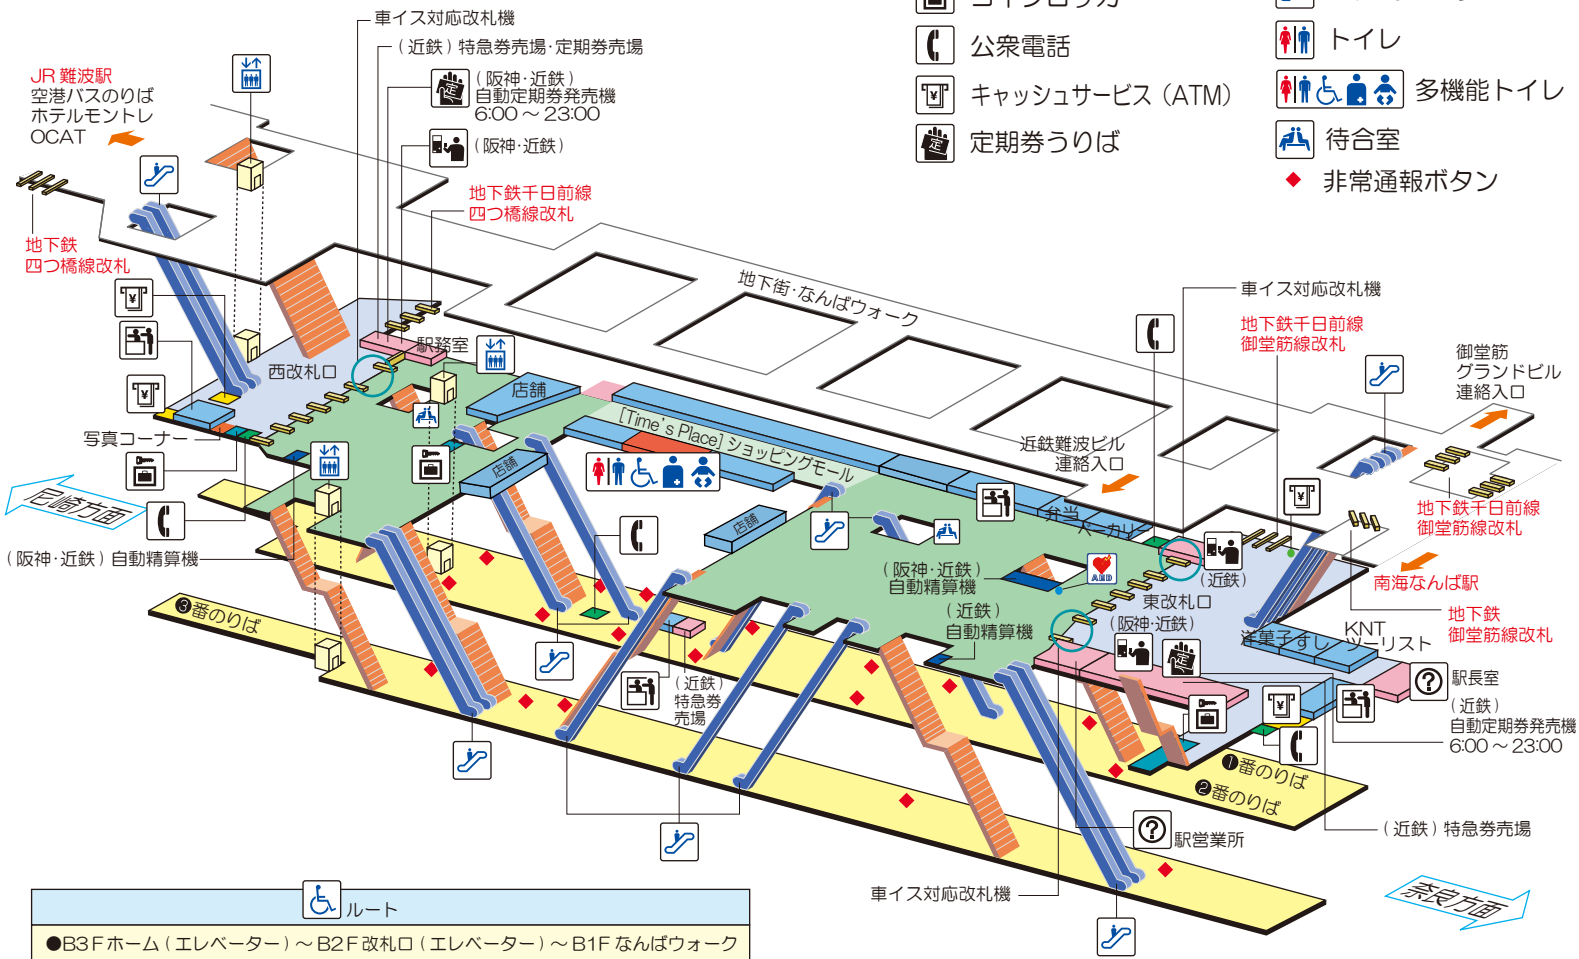 車イス対応改札機
(近鉄)特急券売場・定期券売場
(阪神・近鉄)
自動定期券発売機
6:00～23:00
定
(阪神・近鉄)
JR難波駅
空港バスのりば
ホテルモントレ
OCAT
地下鉄
四つ橋線改札
地下鉄千日前線
四つ橋線改札
公衆電話
キャッシュサービス(ATM)
定
定期券うりば
トイレ
多機能トイレ
待合室
非常通報ボタン
地下街・なんばウォーク
車イス対応改札機
地下鉄千日前線
御堂筋線改札
御堂筋
グランドビル
連絡入口
近鉄難波ビル
連絡入口
地下鉄千日前線
御堂筋線改札
南海なんば駅
地下鉄
御堂筋線改札
駅務室
西改札口
店舗
[Time's Place]ショッピングモール
店舗
店舗
写真コーナー
尼崎方面
(阪神・近鉄)自動精算機
弁当
ベーカリー
(阪神・近鉄)
自動精算機
AED
(近鉄)
自動精算機
(近鉄)
東改札口
(阪神・近鉄)
定
洋菓子
すし
KNT
ツーリスト
駅長室
(近鉄)
自動定期券発売機
6:00～23:00
(近鉄)
特急券
売場
❸番のりば
❶番のりば
❷番のりば
(近鉄)特急券売場
駅営業所
車イス対応改札機
奈良方面
ルート
●B3Fホーム(エレベーター)～B2F改札口(エレベーター)～B1Fなんばウォーク